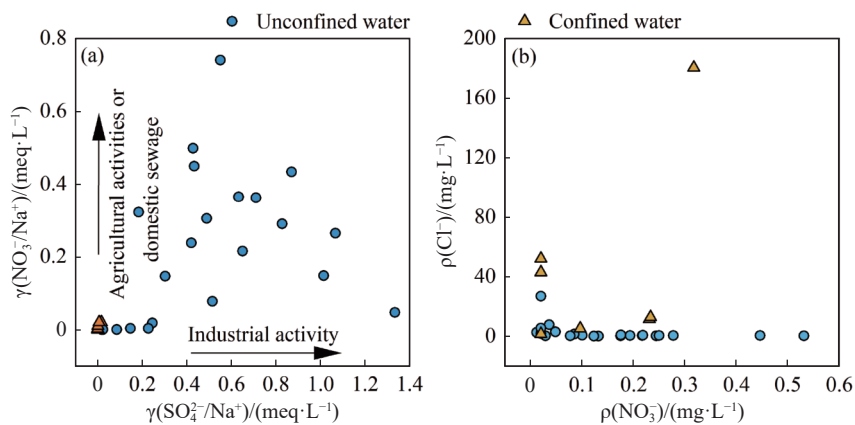 Unconfined water
Confined water
(a)
0.8
0.6
0.4
0.2
0
γ(NO₃⁻/Na⁺)/(meq·L⁻¹)
Agricultural activities or
domestic sewage
Industrial activity
0 0.2 0.4 0.6 0.8 1.0 1.2 1.4
γ(SO₄²⁻/Na⁺)/(meq·L⁻¹)
(b)
200
160
120
80
40
0
ρ(Cl⁻)/(mg·L⁻¹)
0 0.1 0.2 0.3 0.4 0.5 0.6
ρ(NO₃⁻)/(mg·L⁻¹)